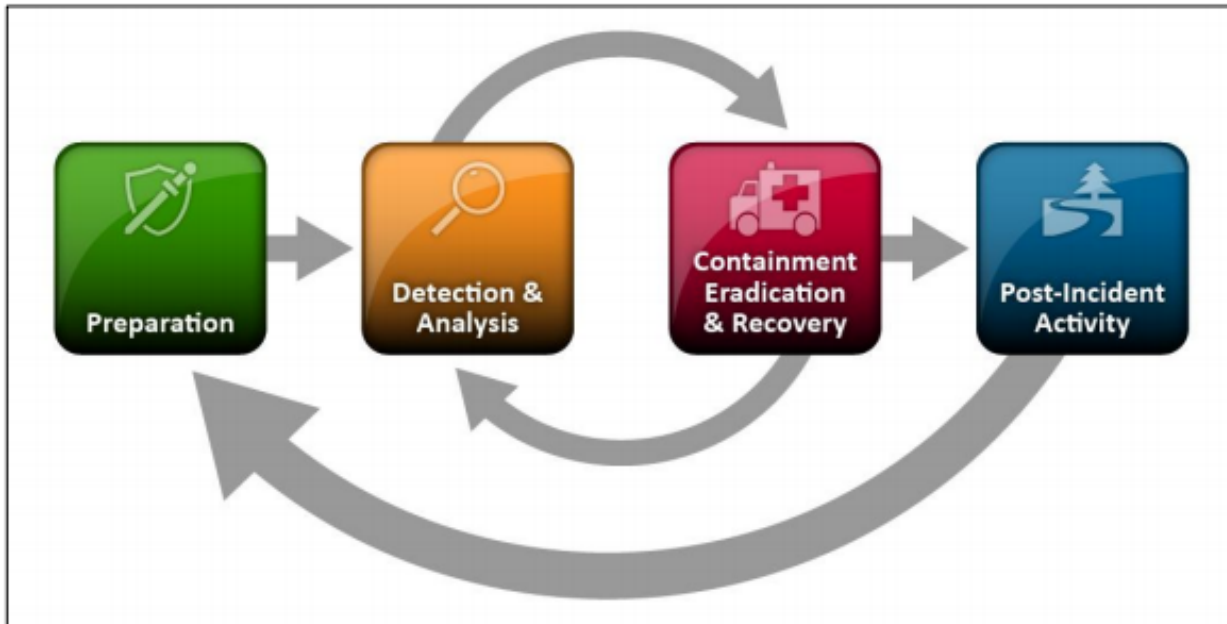 Preparation
Detection &
Analysis
Containment
Eradication
& Recovery
Post-Incident
Activity